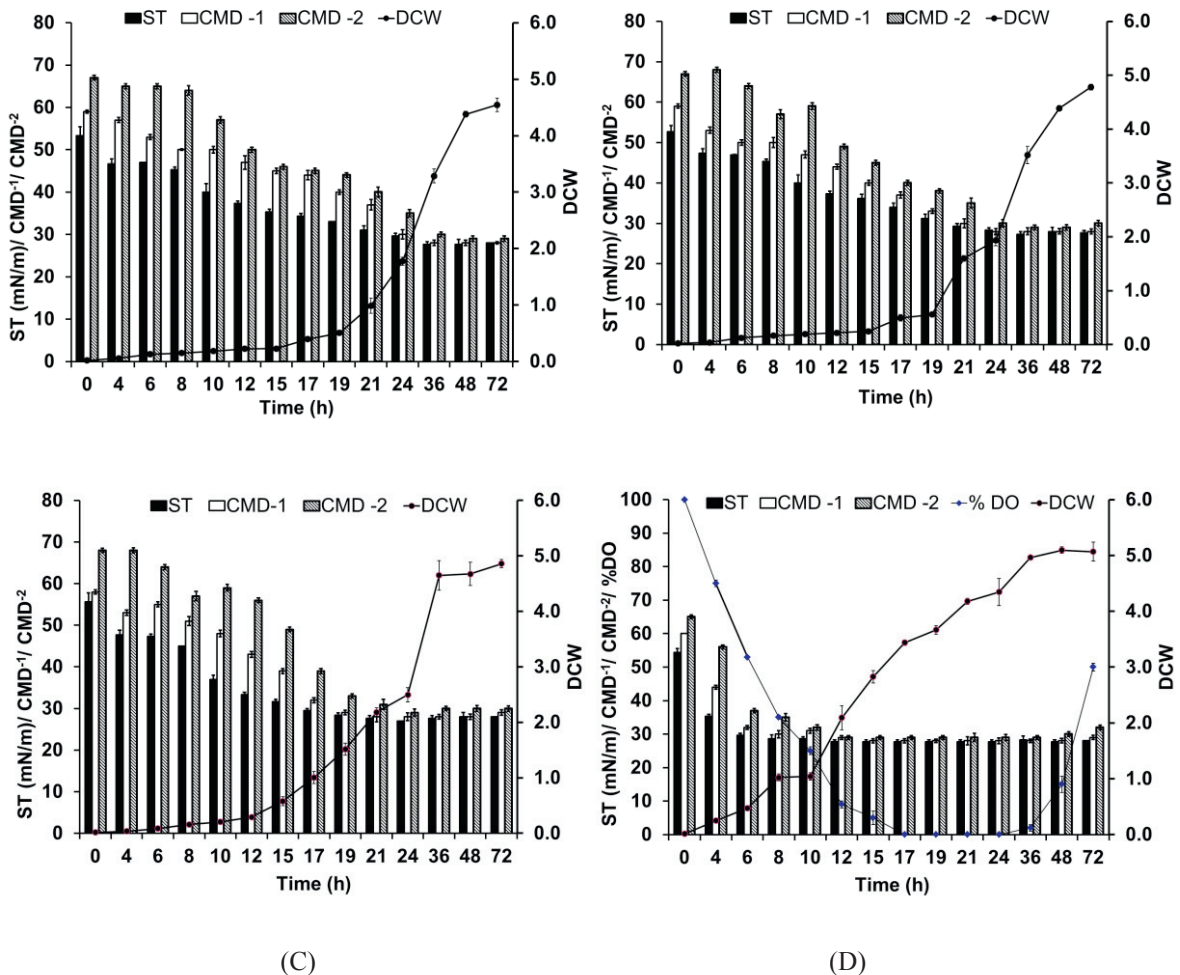 ST CMD -1 CMD -2 DCW
80 6.0
70 5.0
60 4.0
50
40 3.0
30 2.0
20
10 1.0
0 0.0
ST (mN/m)/ CMD-1/ CMD-2
DCW
0 4 6 8 10 12 15 17 19 21 24 36 48 72
Time (h)
ST CMD -1 CMD -2 DCW
80 6.0
70 5.0
60 4.0
50
40 3.0
30 2.0
20
10 1.0
0 0.0
ST (mN/m)/ CMD-1/ CMD-2
DCW
0 4 6 8 10 12 15 17 19 21 24 36 48 72
Time (h)
ST CMD-1 CMD -2 DCW
80 6.0
70 5.0
60 4.0
50
40 3.0
30 2.0
20
10 1.0
0 0.0
ST (mN/m)/ CMD-1/ CMD-2
DCW
0 4 6 8 10 12 15 17 19 21 24 36 48 72
Time (h)
(C)
ST CMD -1 CMD -2 % DO DCW
100 6.0
90 5.0
80
70 4.0
60
50 3.0
40
30 2.0
20 1.0
10
0 0.0
ST (mN/m)/ CMD-1/ CMD-2/ %DO
DCW
0 4 6 8 10 12 15 17 19 21 24 36 48 72
Time (h)
(D)